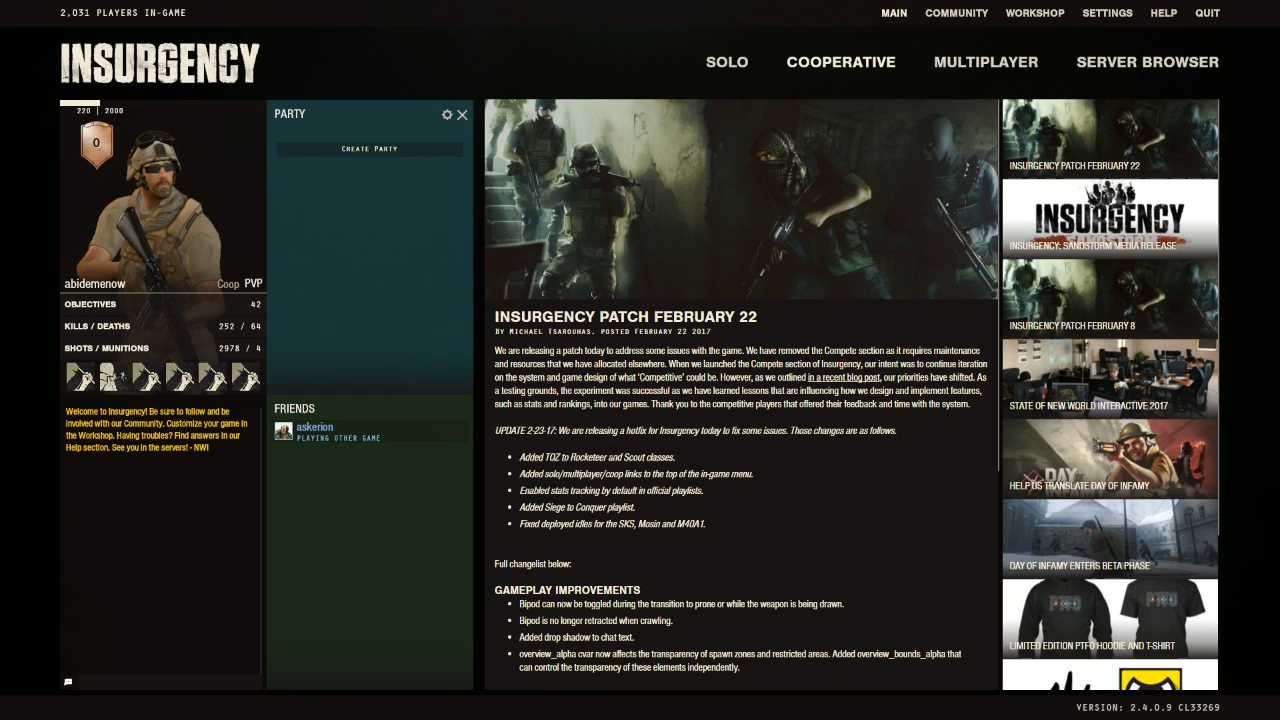 2,031 PLAYERS IN-GAME
MAIN COMMUNITY WORKSHOP SETTINGS HELP QUIT
INSURGENCY
SOLO COOPERATIVE MULTIPLAYER SERVER BROWSER
220 | 2000
0
abidemenow Coop PVP
OBJECTIVES 42
KILLS / DEATHS 252 / 64
SHOTS / MUNITIONS 2978 / 4
Welcome to Insurgency! Be sure to follow and be
involved with our Community. Customize your game in
the Workshop. Having troubles? Find answers in our
Help section. See you in the servers! - NWI
PARTY
Create Party
FRIENDS
askerion
PLAYING OTHER GAME
INSURGENCY PATCH FEBRUARY 22
BY MICHAEL TSAROUHAS. POSTED FEBRUARY 22 2017
We are releasing a patch today to address some issues with the game. We have removed the Compete section as it requires maintenance
and resources that we have allocated elsewhere. When we launched the Compete section of Insurgency, our intent was to continue iteration
on the system and game design of what 'Competitive' could be. However, as we outlined in a recent blog post, our priorities have shifted. As
a testing grounds, the experiment was successful as we have learned lessons that are influencing how we design and implement features,
such as stats and rankings, into our games. Thank you to the competitive players that offered their feedback and time with the system.
UPDATE 2-23-17: We are releasing a hotfix for Insurgency today to fix some issues. Those changes are as follows.
• Added TOZ to Rocketeer and Scout classes.
• Added solo/multiplayer/coop links to the top of the in-game menu.
• Enabled stats tracking by default in official playlists.
• Added Siege to Conquer playlist.
• Fixed deployed idles for the SKS, Mosin and M40A1.
Full changelist below:
GAMEPLAY IMPROVEMENTS
• Bipod can now be toggled during the transition to prone or while the weapon is being drawn.
• Bipod is no longer retracted when crawling.
• Added drop shadow to chat text.
• overview_alpha cvar now affects the transparency of spawn zones and restricted areas. Added overview_bounds_alpha that
can control the transparency of these elements independently.
INSURGENCY PATCH FEBRUARY 22
INSURGENCY
INSURGENCY: SANDSTORM MEDIA RELEASE
INSURGENCY PATCH FEBRUARY 8
STATE OF NEW WORLD INTERACTIVE 2017
DAY
HELP US TRANSLATE DAY OF INFAMY
DAY OF INFAMY ENTERS BETA PHASE
PTFO PTFO
LIMITED EDITION PTFO HOODIE AND T-SHIRT
VERSION: 2.4.0.9 CL33269